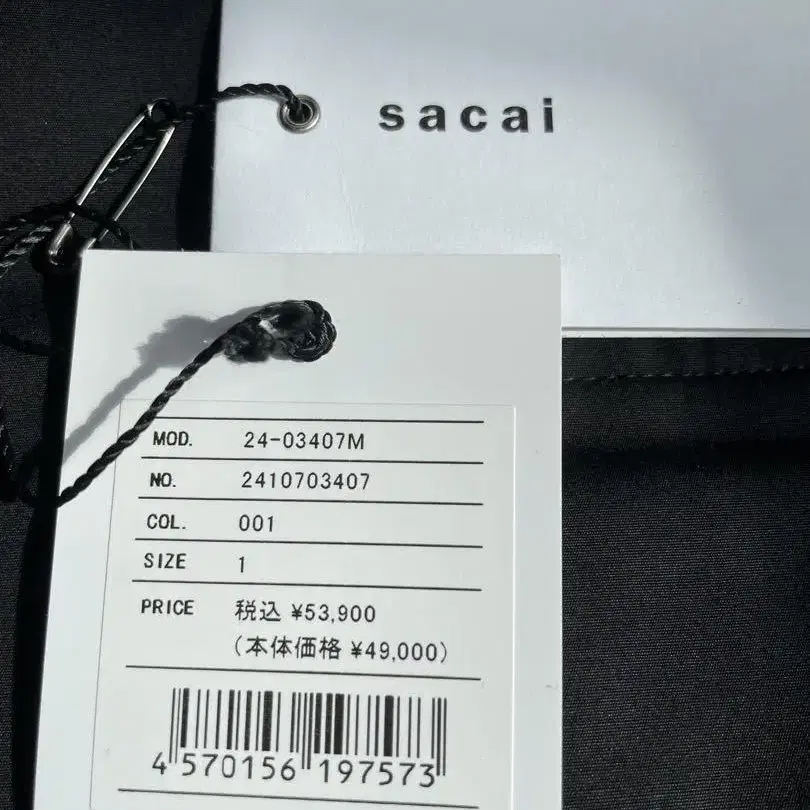 sacai
MOD. 24-03407M
NO. 2410703407
COL. 001
SIZE 1
PRICE 税込 ¥53,900
(本体価格 ¥49,000)
4 570156 197573